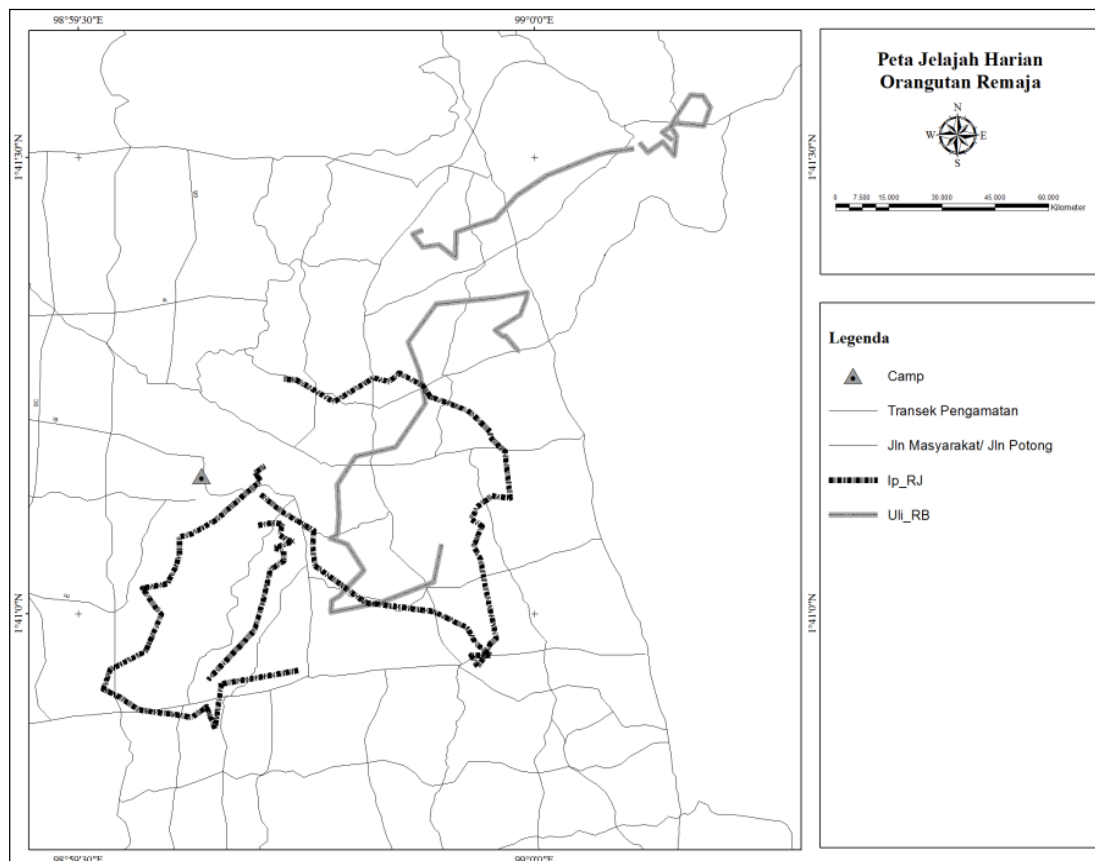 98°59'30"E
99°0'0"E
1°41'30"N
1°41'30"N
1°41'0"N
1°41'0"N
98°59'30"E
99°0'0"E
Peta Jelajah Harian
Orangutan Remaja
N
W
E
S
0 7.500 15.000 30.000 45.000 60.000
Kilometer
Legenda
Camp
Transek Pengamatan
Jln Masyarakat/ Jln Potong
Ip_RJ
Uli_RB